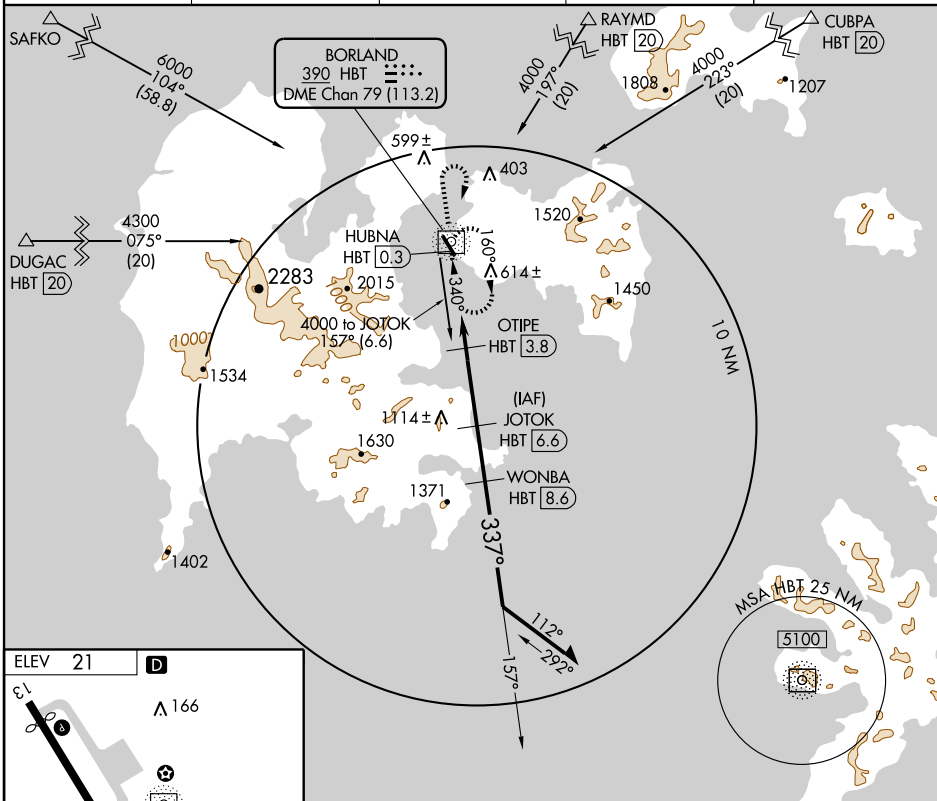 SAFKO
6000
104°
(58.8)
BORLAND
390 HBT
DME Chan 79 (113.2)
RAYMD
HBT 20
4000
197°
(20)
CUBPA
HBT 20
4000
223°
(20)
1808
1207
599±
403
1520
4300
075°
(20)
DUGAC
HBT 20
HUBNA
HBT 0.3
160°
614±
340°
2283
2015
1000
1450
4000 to JOTOK
157° (6.6)
OTIPE
HBT 3.8
10 NM
1000
1534
(IAF)
JOTOK
HBT 6.6
1114±
1630
WONBA
HBT 8.6
1371
337°
1402
112°
292°
157°
MSA HBT 25 NM
5100
ELEV 21
D
13
P
166